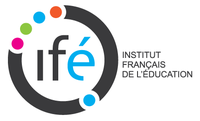 ifé
INSTITUT
FRANÇAIS
DE L'ÉDUCATION